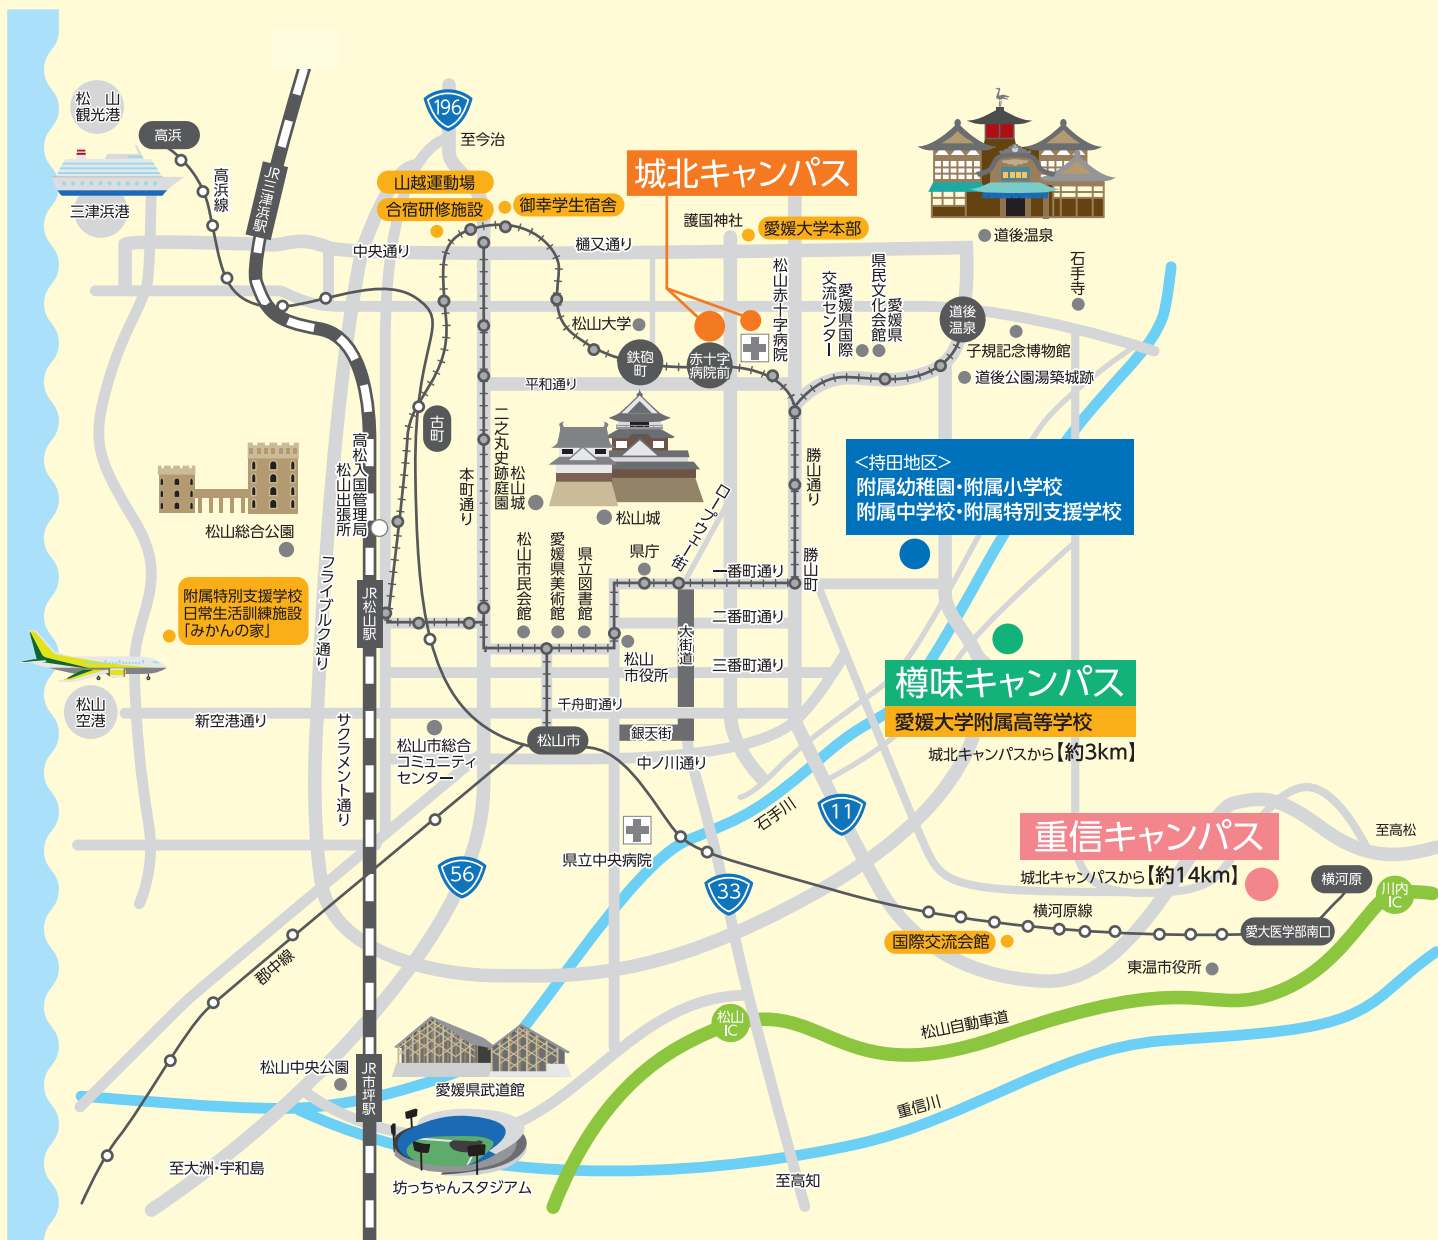 松　山
観光港
高浜
三津浜港
高浜線
JR三津浜駅
196
至今治
山越運動場
合宿研修施設
御幸学生宿舎
中央通り
樋又通り
城北キャンパス
護国神社
愛媛大学本部
道後温泉
石手寺
松山赤十字病院
愛媛県国際
交流センター
愛媛県
県民文化会館
道後
温泉
子規記念博物館
道後公園湯築城跡
松山大学
鉄砲
町
赤十字
病院前
平和通り
古町
本町通り
松山城
二之丸史跡庭園
松山城
ロープウェー街
勝山通り
勝山町
<持田地区>
附属幼稚園・附属小学校
附属中学校・附属特別支援学校
高松入国管理局
松山出張所
松山総合公園
附属特別支援学校
日常生活訓練施設
「みかんの家」
フライブルク通り
JR松山駅
松山市民会館
愛媛県美術館
県立図書館
県庁
一番町通り
二番町通り
三番町通り
大街道
松山
市役所
千舟町通り
銀天街
松山市
中ノ川通り
松山
空港
新空港通り
サクラメント通り
松山市総合
コミュニティ
センター
樽味キャンパス
愛媛大学附属高等学校
城北キャンパスから【約3km】
石手川
11
56
33
県立中央病院
重信キャンパス
城北キャンパスから【約14km】
至高松
横河原
川内
IC
横河原線
愛大医学部南口
国際交流会館
東温市役所
郡中線
松山
IC
松山自動車道
重信川
松山中央公園
JR市坪駅
愛媛県武道館
坊っちゃんスタジアム
至大洲・宇和島
至高知